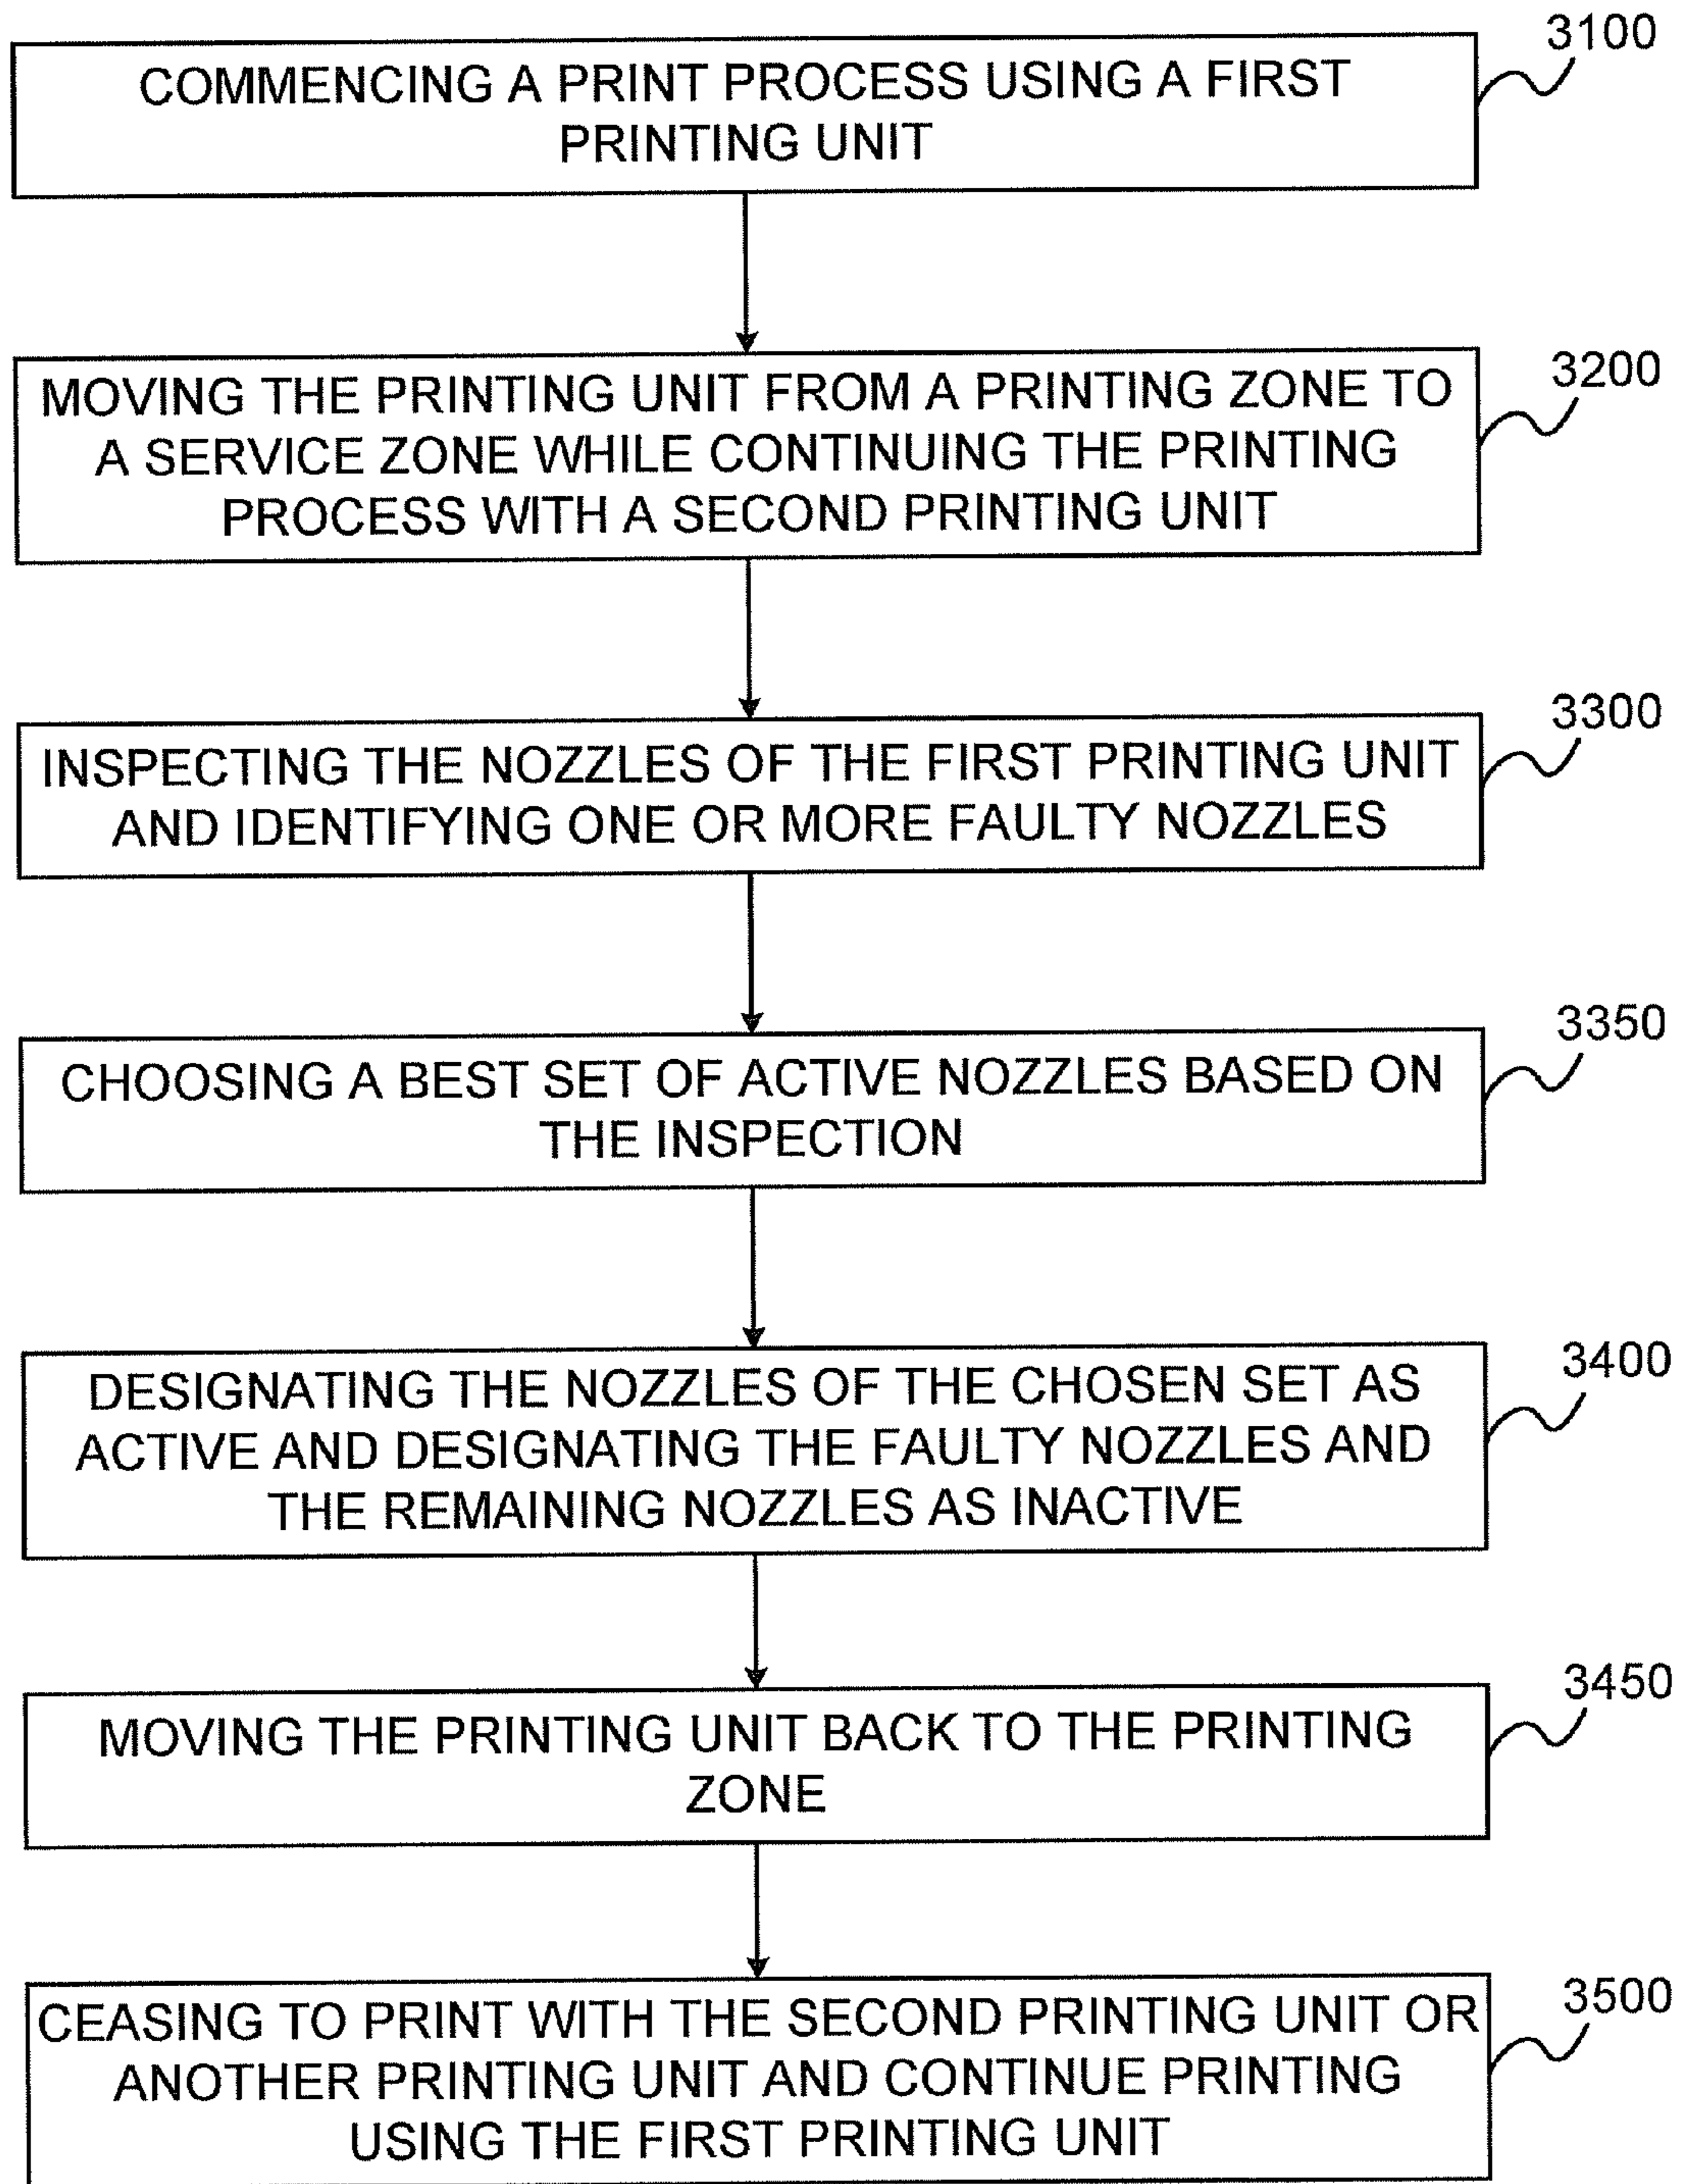 3100
COMMENCING A PRINT PROCESS USING A FIRST
PRINTING UNIT
3200
MOVING THE PRINTING UNIT FROM A PRINTING ZONE TO
A SERVICE ZONE WHILE CONTINUING THE PRINTING
PROCESS WITH A SECOND PRINTING UNIT
3300
INSPECTING THE NOZZLES OF THE FIRST PRINTING UNIT
AND IDENTIFYING ONE OR MORE FAULTY NOZZLES
3350
CHOOSING A BEST SET OF ACTIVE NOZZLES BASED ON
THE INSPECTION
3400
DESIGNATING THE NOZZLES OF THE CHOSEN SET AS
ACTIVE AND DESIGNATING THE FAULTY NOZZLES AND
THE REMAINING NOZZLES AS INACTIVE
3450
MOVING THE PRINTING UNIT BACK TO THE PRINTING
ZONE
3500
CEASING TO PRINT WITH THE SECOND PRINTING UNIT OR
ANOTHER PRINTING UNIT AND CONTINUE PRINTING
USING THE FIRST PRINTING UNIT